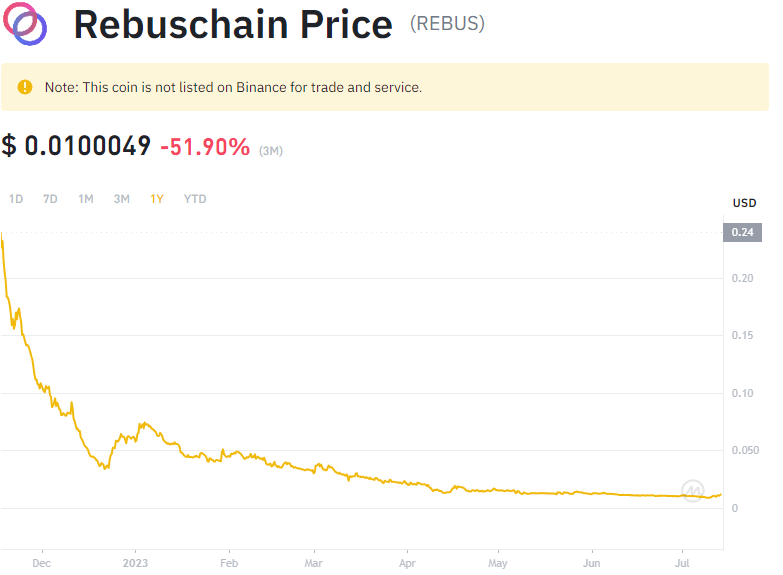 Rebuschain Price (REBUS)
Note: This coin is not listed on Binance for trade and service.
$ 0.0100049 -51.90% (3M)
1D 7D 1M 3M 1Y YTD
USD
0.24
0.20
0.15
0.10
0.050
0
Dec 2023 Feb Mar Apr May Jun Jul